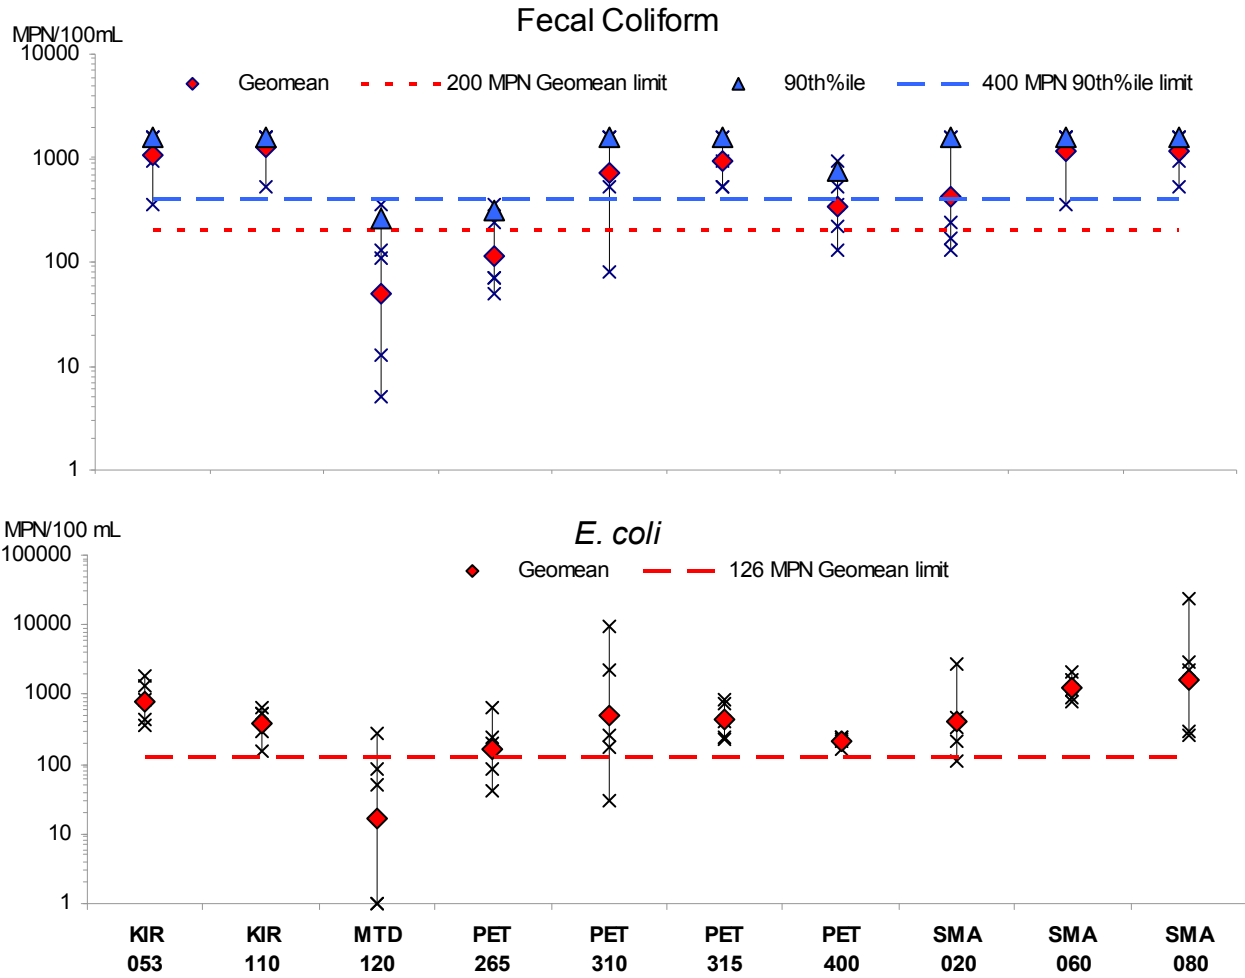 Fecal Coliform
MPN/100mL
10000
Geomean 200 MPN Geomean limit 90th%ile 400 MPN 90th%ile limit
1000
100
10
1
E. coli
MPN/100 mL
100000
Geomean 126 MPN Geomean limit
10000
1000
100
10
1
KIR KIR MTD PET PET PET PET SMA SMA SMA
053 110 120 265 310 315 400 020 060 080